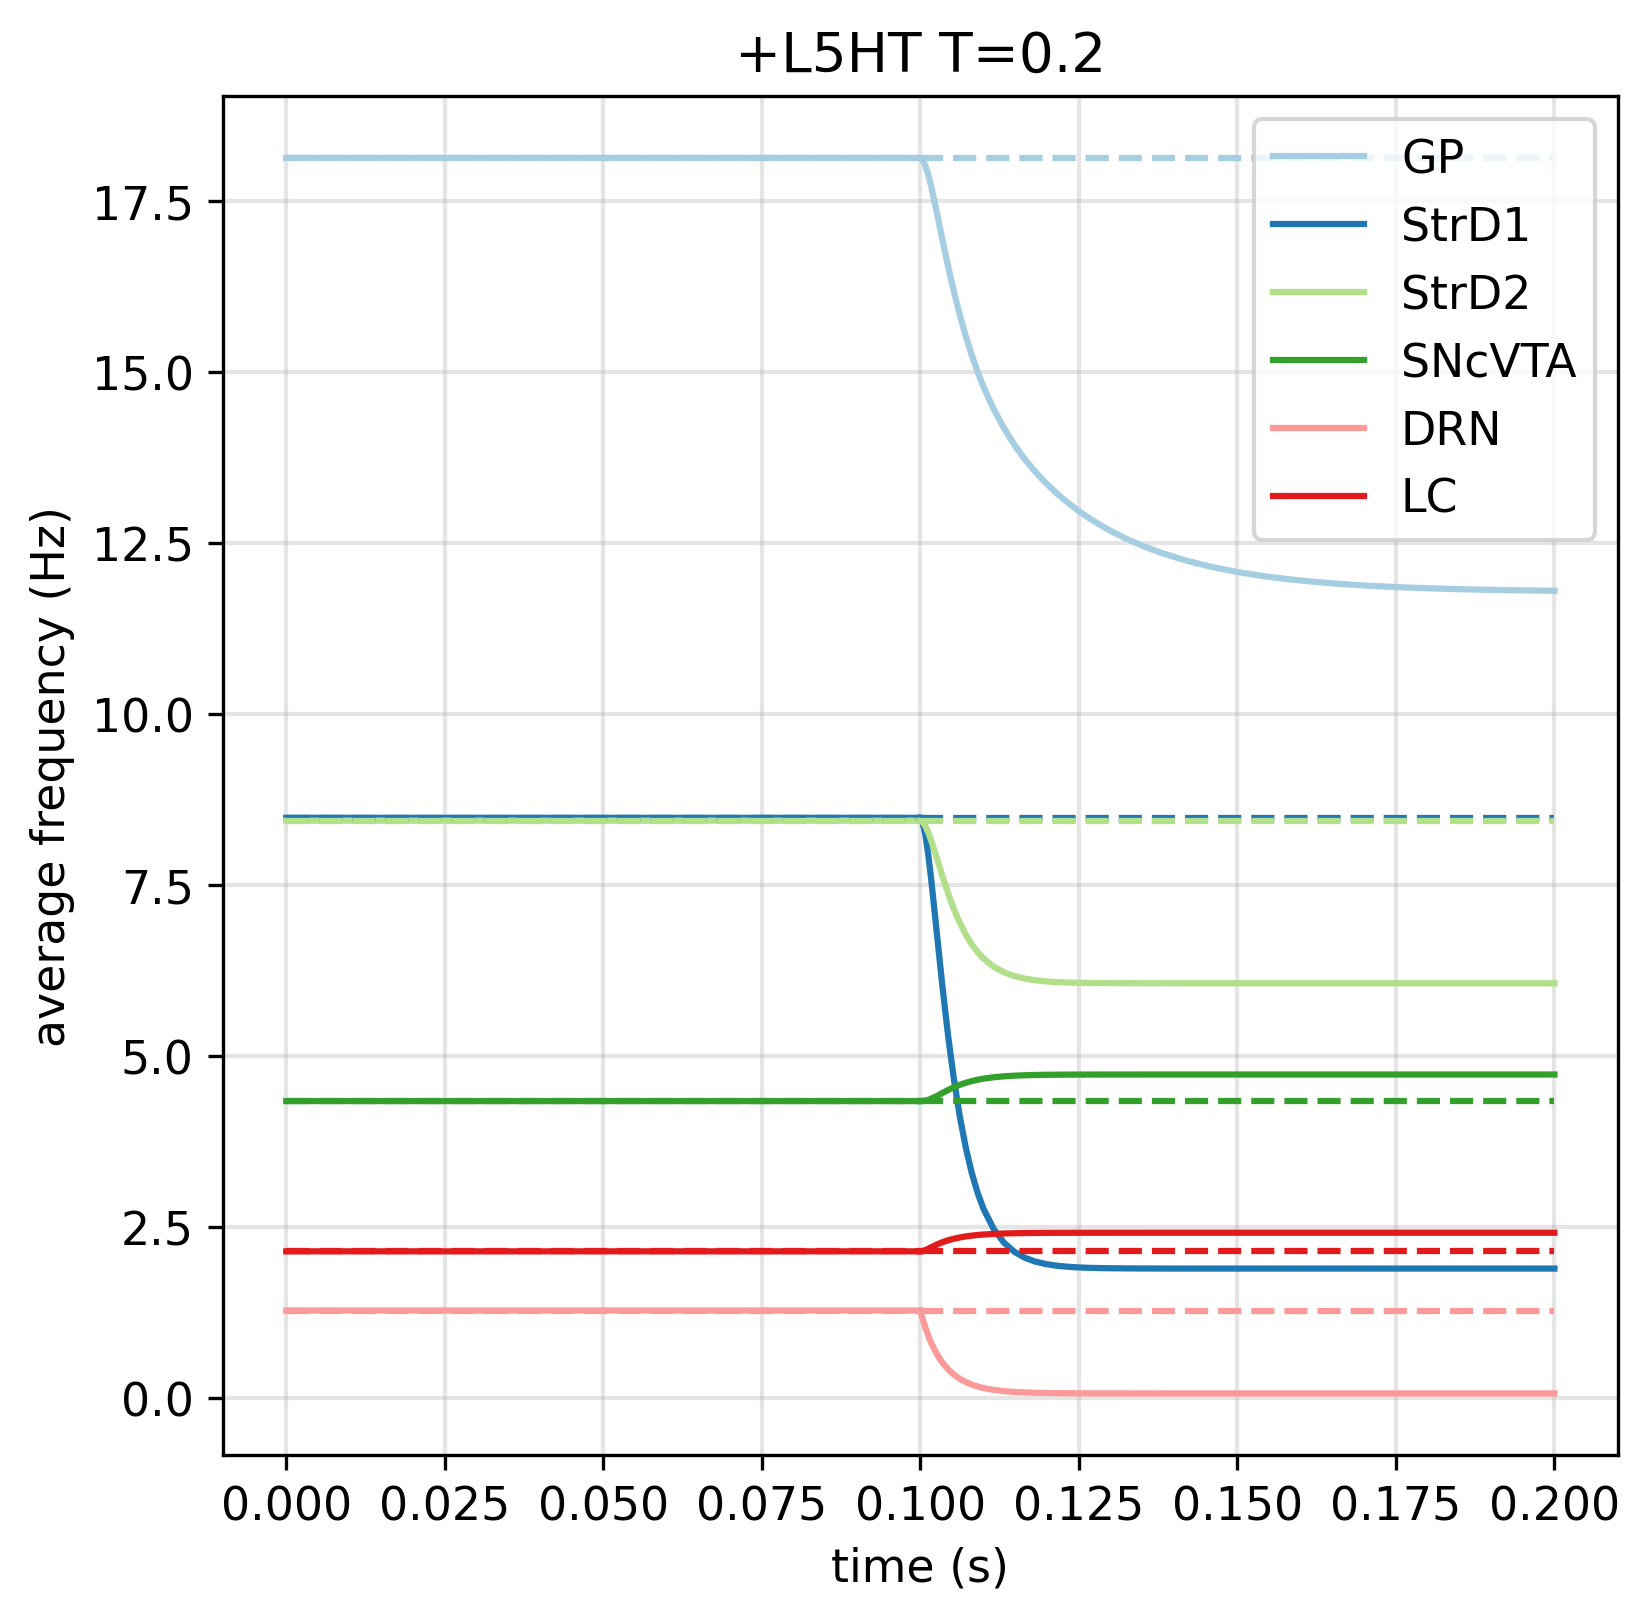 +L5HT T=0.2
average frequency (Hz)
17.5
15.0
12.5
10.0
7.5
5.0
2.5
0.0
GP
StrD1
StrD2
SNcVTA
DRN
LC
0.000 0.025 0.050 0.075 0.100 0.125 0.150 0.175 0.200
time (s)